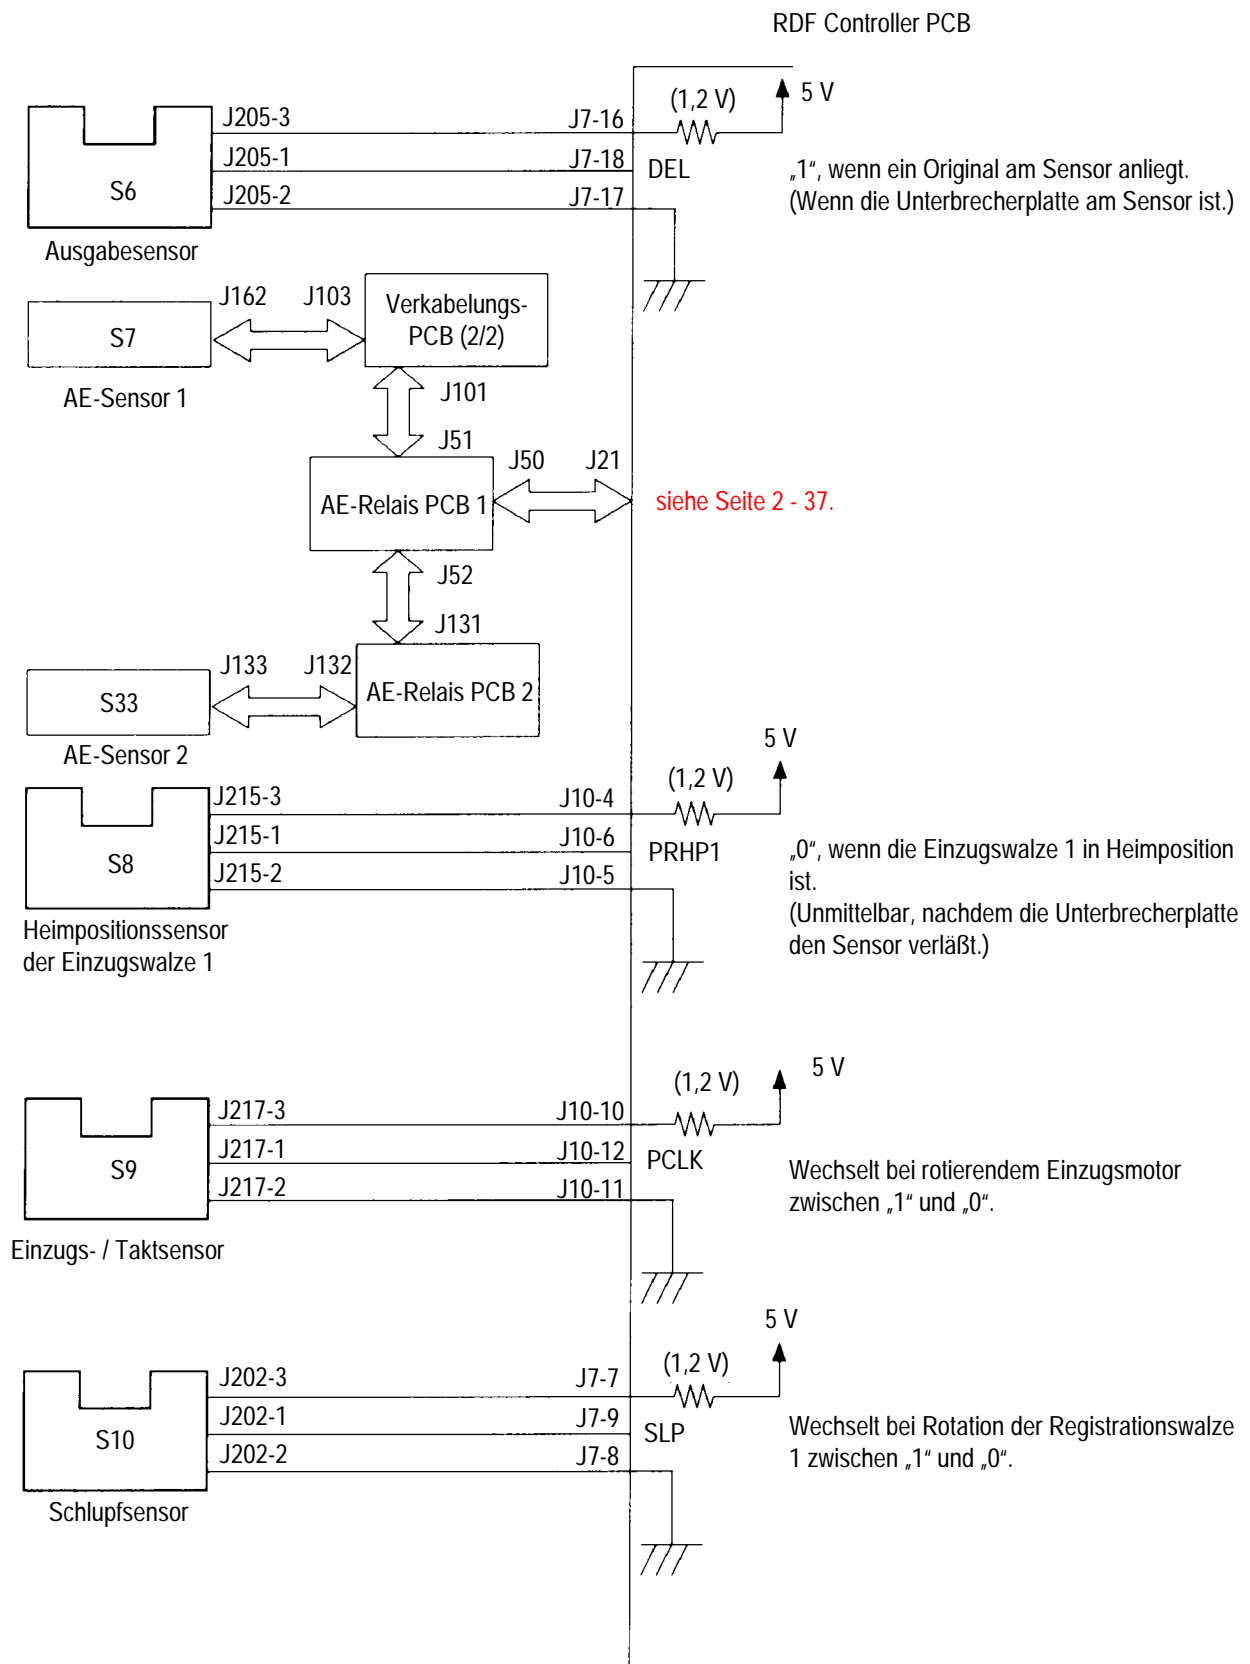 RDF Controller PCB
(1,2 V)
5 V
J205-3
J7-16
J205-1
J7-18
DEL
S6
J205-2
J7-17
„1“, wenn ein Original am Sensor anliegt.
(Wenn die Unterbrecherplatte am Sensor ist.)
Ausgabesensor
J162
J103
Verkabelungs-
PCB (2/2)
S7
AE-Sensor 1
J101
J51
J50
J21
AE-Relais PCB 1
siehe Seite 2 - 37.
J52
J131
J133
J132
AE-Relais PCB 2
S33
AE-Sensor 2
5 V
(1,2 V)
J215-3
J10-4
J215-1
J10-6
PRHP1
S8
J215-2
J10-5
„0“, wenn die Einzugswalze 1 in Heimposition
ist.
(Unmittelbar, nachdem die Unterbrecherplatte
den Sensor verläßt.)
Heimpositionssensor
der Einzugswalze 1
5 V
(1,2 V)
J217-3
J10-10
J217-1
J10-12
PCLK
S9
J217-2
J10-11
Wechselt bei rotierendem Einzugsmotor
zwischen „1“ und „0“.
Einzugs- / Taktsensor
5 V
(1,2 V)
J202-3
J7-7
J202-1
J7-9
SLP
S10
J202-2
J7-8
Wechselt bei Rotation der Registrationswalze
1 zwischen „1“ und „0“.
Schlupfsensor